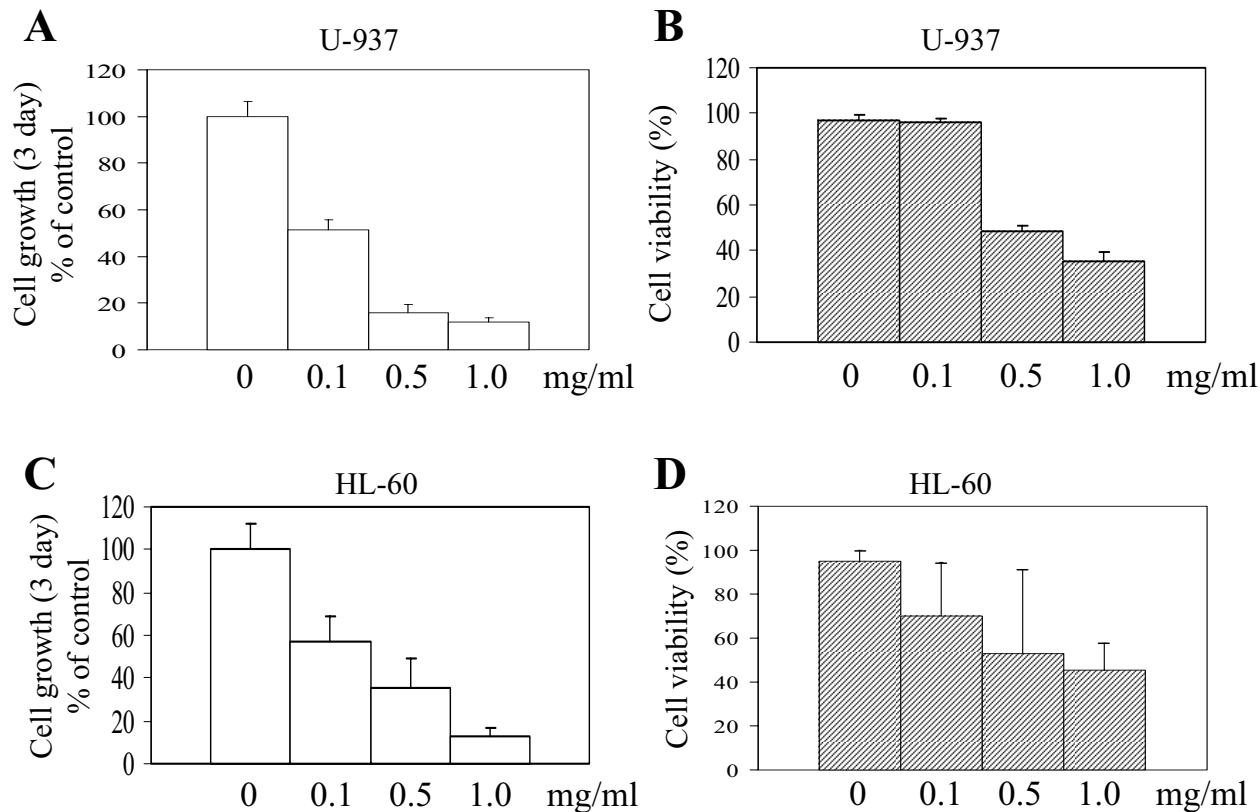 A
U-937
Cell growth (3 day)
% of control
120
100
80
60
40
20
0
0 0.1 0.5 1.0 mg/ml
B
U-937
Cell viability (%)
120
100
80
60
40
20
0
0 0.1 0.5 1.0 mg/ml
C
HL-60
Cell growth (3 day)
% of control
120
100
80
60
40
20
0
0 0.1 0.5 1.0 mg/ml
D
HL-60
Cell viability (%)
120
100
80
60
40
20
0
0 0.1 0.5 1.0 mg/ml